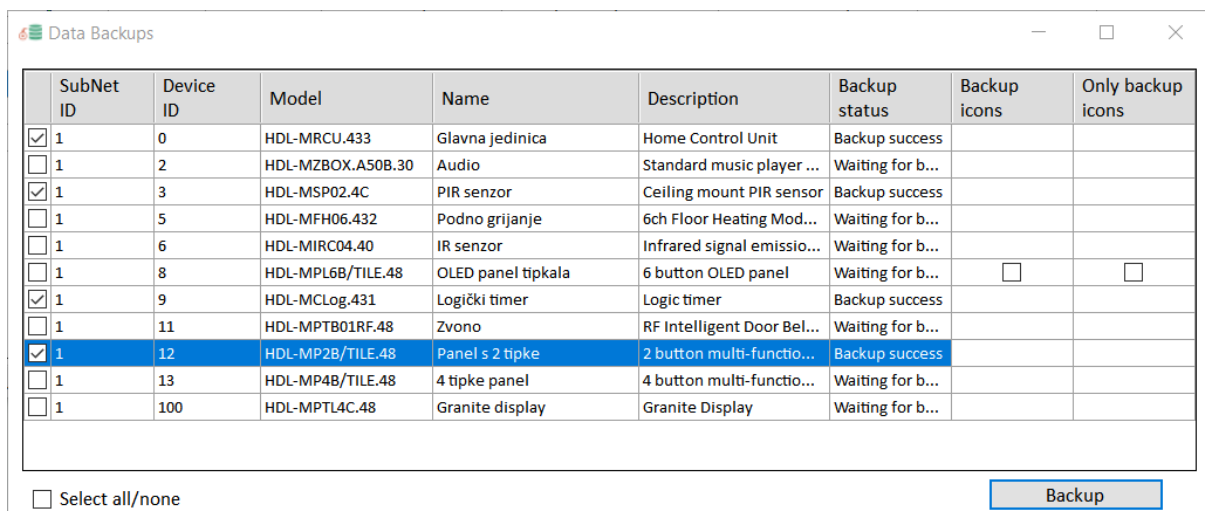 Data Backups
SubNet ID Device ID Model Name Description Backup status Backup icons Only backup icons
1 0 HDL-MRCU.433 Glavna jedinica Home Control Unit Backup success
1 2 HDL-MZBOX.A50B.30 Audio Standard music player ... Waiting for b...
1 3 HDL-MSP02.4C PIR senzor Ceiling mount PIR sensor Backup success
1 5 HDL-MFH06.432 Podno grijanje 6ch Floor Heating Mod... Waiting for b...
1 6 HDL-MIRC04.40 IR senzor Infrared signal emissio... Waiting for b...
1 8 HDL-MPL6B/TILE.48 OLED panel tipkala 6 button OLED panel Waiting for b...
1 9 HDL-MCLog.431 Logički timer Logic timer Backup success
1 11 HDL-MPTB01RF.48 Zvono RF Intelligent Door Bel... Waiting for b...
1 12 HDL-MP2B/TILE.48 Panel s 2 tipke 2 button multi-functio... Backup success
1 13 HDL-MP4B/TILE.48 4 tipke panel 4 button multi-functio... Waiting for b...
1 100 HDL-MPTL4C.48 Granite display Granite Display Waiting for b...
Select all/none Backup